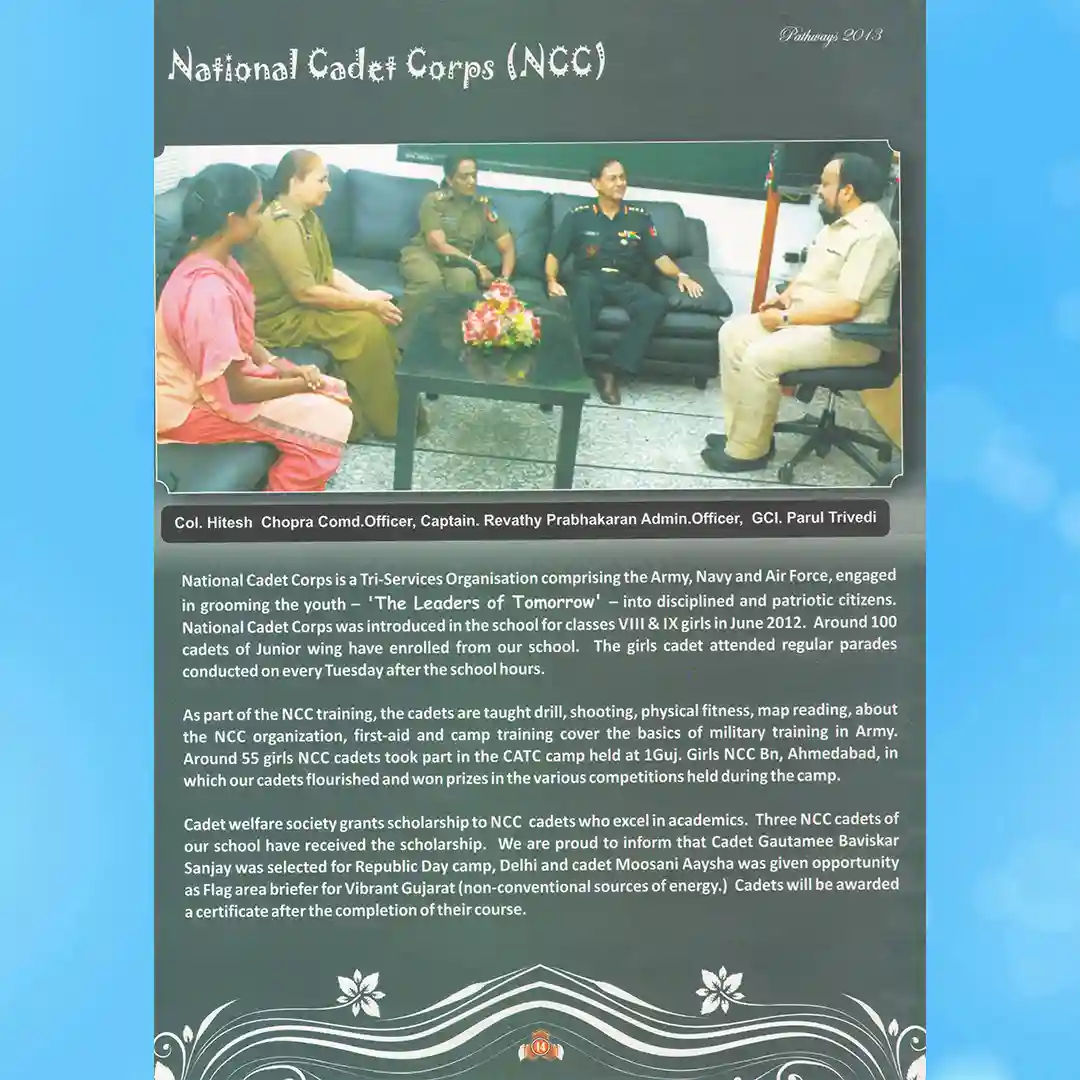 Pathways 2013
National Cadet Corps (NCC)
Col. Hitesh Chopra Comd.Officer, Captain. Revathy Prabhakaran Admin.Officer, GCI. Parul Trivedi
National Cadet Corps is a Tri-Services Organisation comprising the Army, Navy and Air Force, engaged
in grooming the youth – 'The Leaders of Tomorrow' – into disciplined and patriotic citizens.
National Cadet Corps was introduced in the school for classes VIII & IX girls in June 2012. Around 100
cadets of Junior wing have enrolled from our school. The girls cadet attended regular parades
conducted on every Tuesday after the school hours.
As part of the NCC training, the cadets are taught drill, shooting, physical fitness, map reading, about
the NCC organization, first-aid and camp training cover the basics of military training in Army.
Around 55 girls NCC cadets took part in the CATC camp held at 1Guj. Girls NCC Bn, Ahmedabad, in
which our cadets flourished and won prizes in the various competitions held during the camp.
Cadet welfare society grants scholarship to NCC cadets who excel in academics. Three NCC cadets of
our school have received the scholarship. We are proud to inform that Cadet Gautamee Baviskar
Sanjay was selected for Republic Day camp, Delhi and cadet Moosani Aaysha was given opportunity
as Flag area briefer for Vibrant Gujarat (non-conventional sources of energy.) Cadets will be awarded
a certificate after the completion of their course.
14